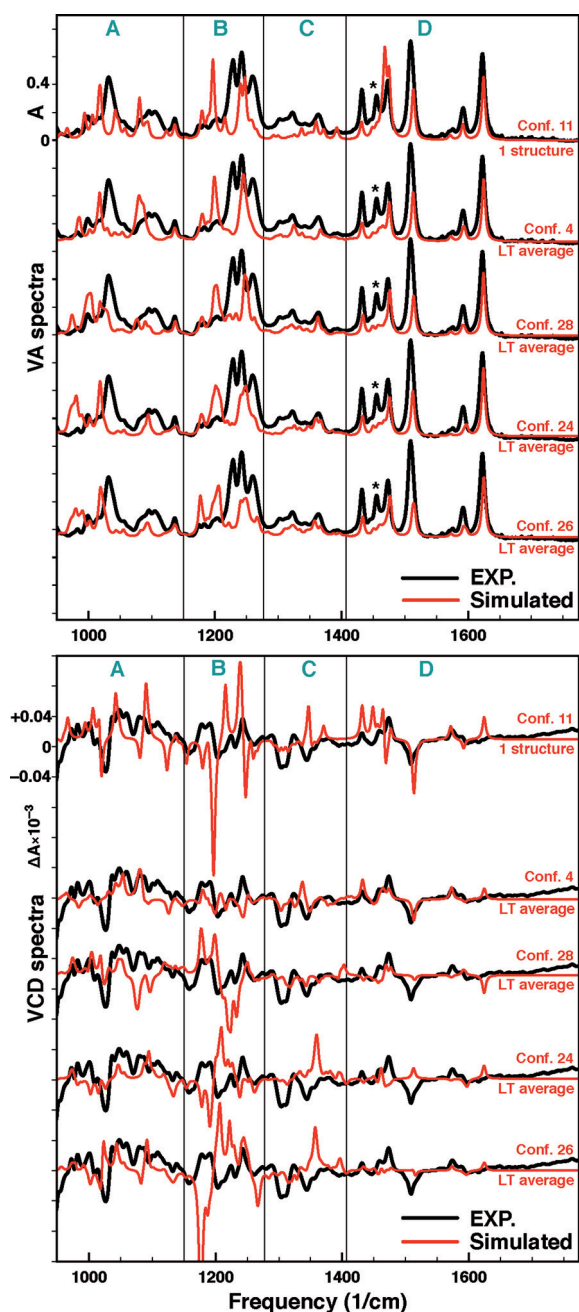 A B C D
0.4
0
A
VA spectra
*
Conf. 11
1 structure
*
Conf. 4
LT average
*
Conf. 28
LT average
*
Conf. 24
LT average
*
Conf. 26
LT average
EXP.
Simulated
1000 1200 1400 1600
A B C D
+0.04
0
−0.04
ΔA×10⁻³
VCD spectra
Conf. 11
1 structure
Conf. 4
LT average
Conf. 28
LT average
Conf. 24
LT average
Conf. 26
LT average
EXP.
Simulated
1000 1200 1400 1600
Frequency (1/cm)